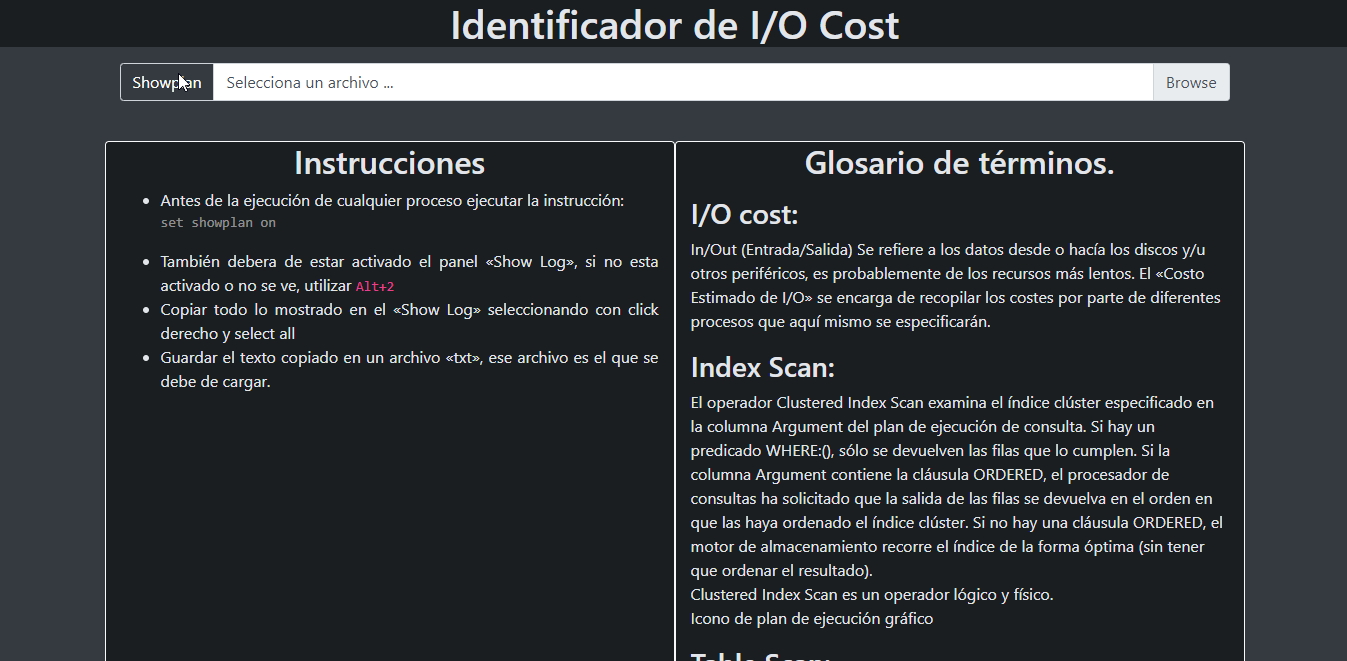 Identificador de I/O Cost
Showplan
Selecciona un archivo ...
Browse
Instrucciones
Antes de la ejecución de cualquier proceso ejecutar la instrucción:
set showplan on
También debera de estar activado el panel «Show Log», si no esta
activado o no se ve, utilizar Alt+2
Copiar todo lo mostrado en el «Show Log» seleccionando con click
derecho y select all
Guardar el texto copiado en un archivo «txt», ese archivo es el que se
debe de cargar.
Glosario de términos.
I/O cost:
In/Out (Entrada/Salida) Se refiere a los datos desde o hacía los discos y/u
otros periféricos, es probablemente de los recursos más lentos. El «Costo
Estimado de I/O» se encarga de recopilar los costes por parte de diferentes
procesos que aquí mismo se especificarán.
Index Scan:
El operador Clustered Index Scan examina el índice clúster especificado en
la columna Argument del plan de ejecución de consulta. Si hay un
predicado WHERE:(), sólo se devuelven las filas que lo cumplen. Si la
columna Argument contiene la cláusula ORDERED, el procesador de
consultas ha solicitado que la salida de las filas se devuelva en el orden en
que las haya ordenado el índice clúster. Si no hay una cláusula ORDERED, el
motor de almacenamiento recorre el índice de la forma óptima (sin tener
que ordenar el resultado).
Clustered Index Scan es un operador lógico y físico.
Icono de plan de ejecución gráfico
Table Scan: